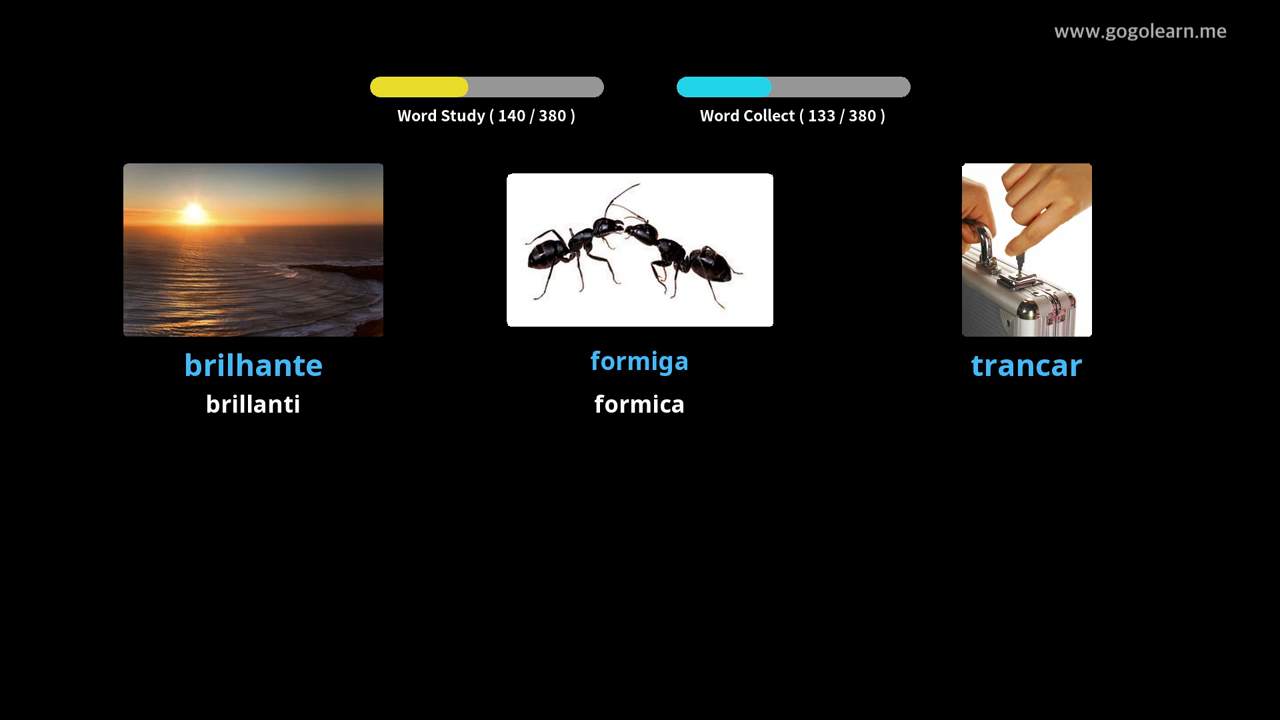 www.gogolearn.me
Word Study ( 140 / 380 )
Word Collect ( 133 / 380 )
brilhante
brillanti
formiga
formica
trancar